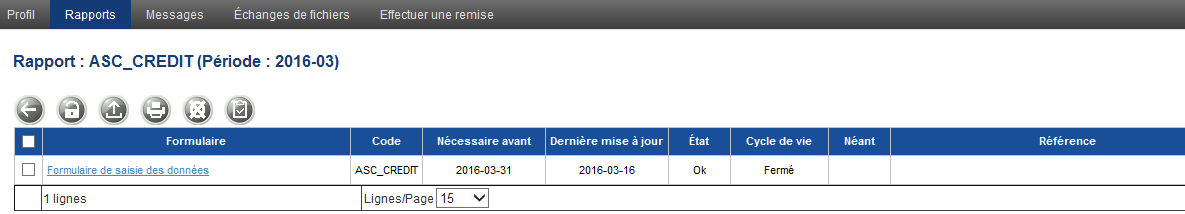 Profil Rapports Messages Échanges de fichiers Effectuer une remise
Rapport : ASC_CREDIT (Période : 2016-03)
Formulaire Code Nécessaire avant Dernière mise à jour État Cycle de vie Néant Référence
Formulaire de saisie des données ASC_CREDIT 2016-03-31 2016-03-16 Ok Fermé
1 lignes Lignes/Page 15